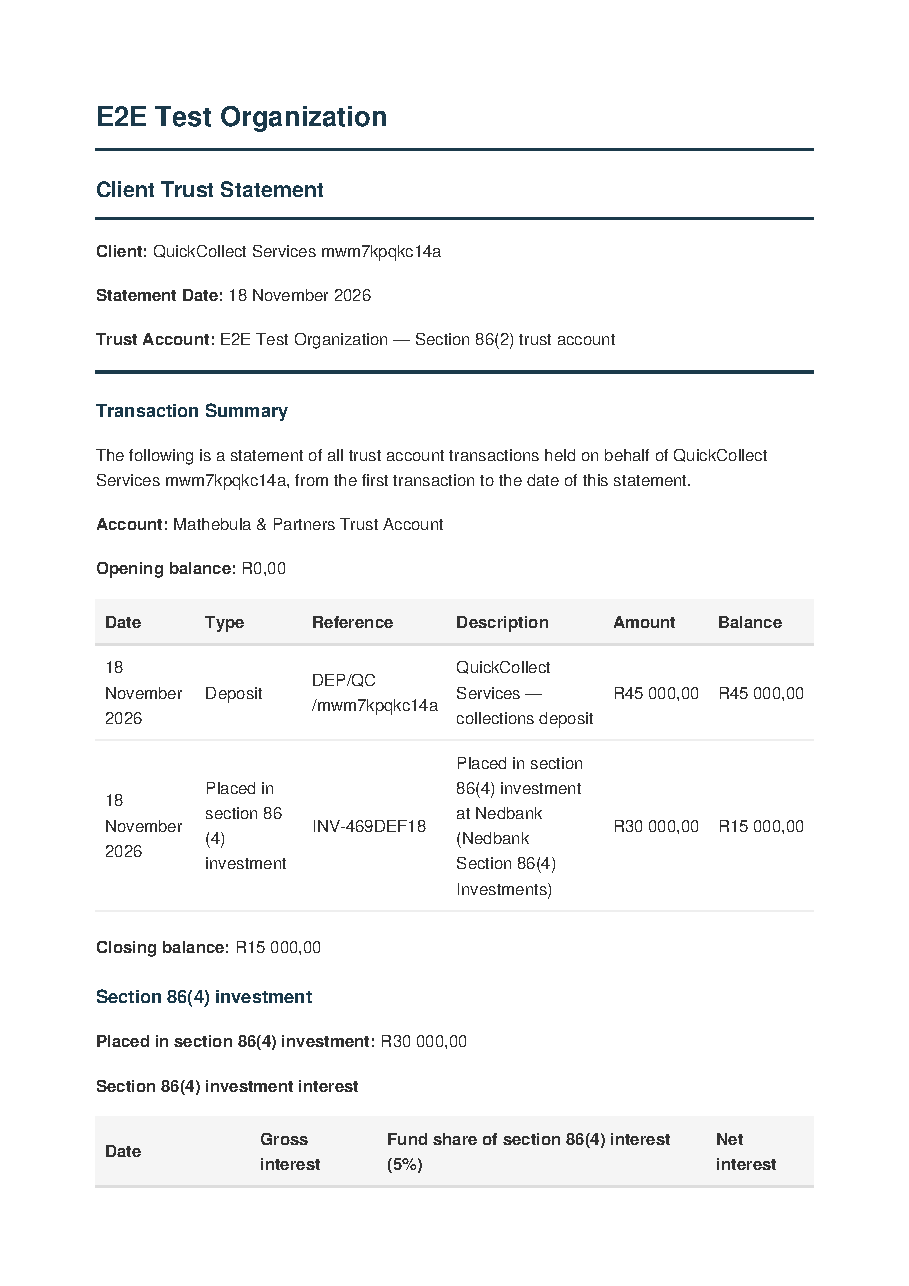 E2E Test Organization
Client Trust Statement
Client: QuickCollect Services mwm7kpqkc14a
Statement Date: 18 November 2026
Trust Account: E2E Test Organization — Section 86(2) trust account
Transaction Summary
The following is a statement of all trust account transactions held on behalf of QuickCollect
Services mwm7kpqkc14a, from the first transaction to the date of this statement.
Account: Mathebula & Partners Trust Account
Opening balance: R0,00
Date Type Reference Description Amount Balance
18
November
2026
Deposit
DEP/QC
/mwm7kpqkc14a
QuickCollect
Services —
collections deposit
R45 000,00
R45 000,00
18
November
2026
Placed in
section 86
(4)
investment
INV-469DEF18
Placed in section
86(4) investment
at Nedbank
(Nedbank
Section 86(4)
Investments)
R30 000,00
R15 000,00
Closing balance: R15 000,00
Section 86(4) investment
Placed in section 86(4) investment: R30 000,00
Section 86(4) investment interest
Date
Gross
interest
Fund share of section 86(4) interest
(5%)
Net
interest